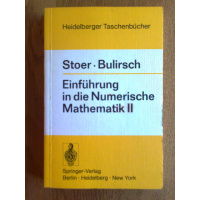 Heidelberger Taschenbücher
Stoer · Bulirsch
Einführung
in die Numerische
Mathematik II
Springer-Verlag
Berlin · Heidelberg · New York